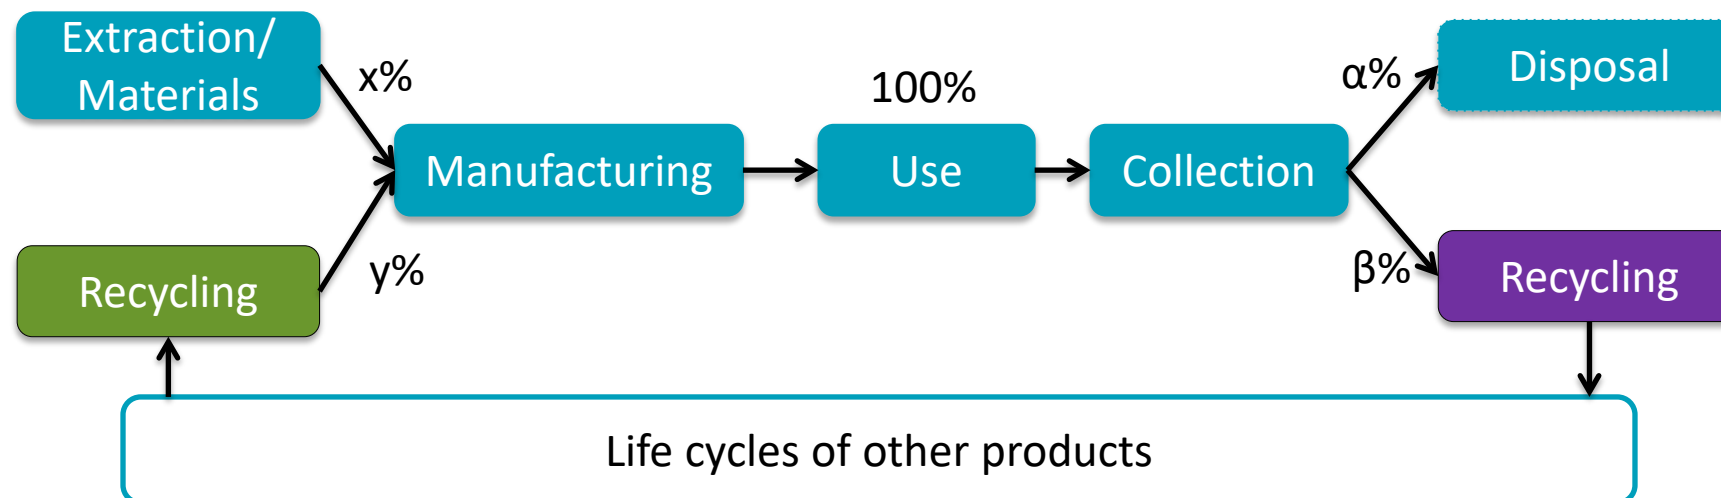 Extraction/
Materials
x%
Manufacturing
100%
Use
Collection
α%
Disposal
Recycling
y%
β%
Recycling
Life cycles of other products